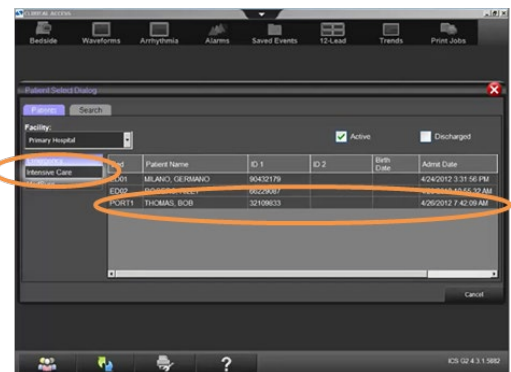 CLINICAL ACCESS
Bedside Waveforms Arrhythmia Alarms Saved Events 12-Lead Trends Print Jobs
Patient Select Dialog
Patients Search
Facility:
Primary Hospital
Active Discharged
Emergency
Intensive Care
Bed Patient Name ID 1 ID 2 Birth Date Admit Date
ED01 MILANO, GERMANO 90432179 4/24/2012 3:31:56 PM
ED02 66229087
PORT1 THOMAS, BOB 32109833 4/26/2012 7:42:09 AM
Cancel
?
ICS G2 4.3.1.5882